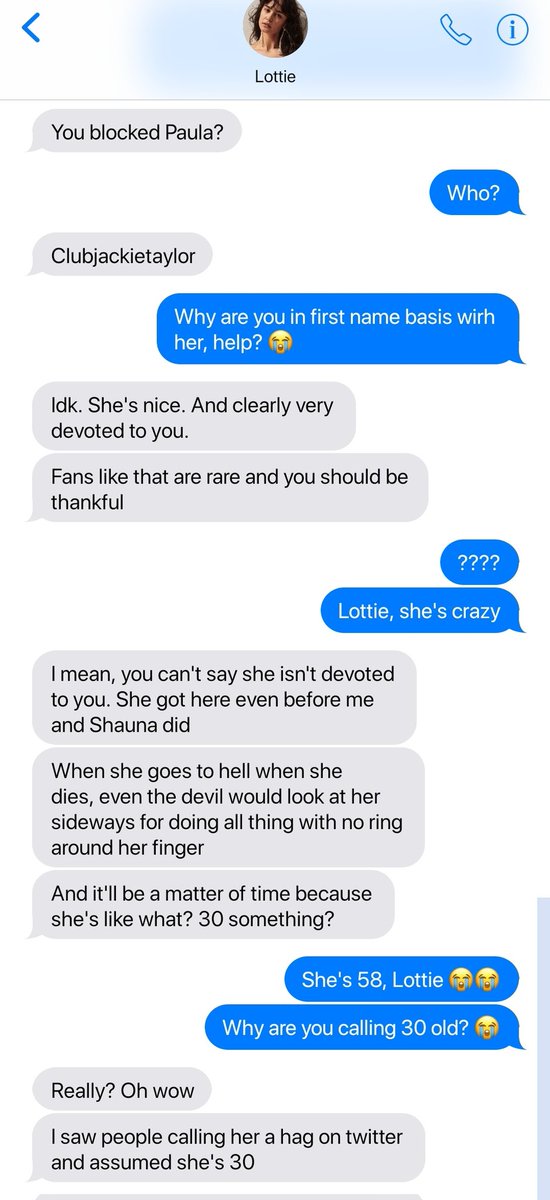 Lottie
You blocked Paula?
Who?
Clubjackietaylor
Why are you in first name basis wirh
her, help? 😭
Idk. She's nice. And clearly very
devoted to you.
Fans like that are rare and you should be
thankful
????
Lottie, she's crazy
I mean, you can't say she isn't devoted
to you. She got here even before me
and Shauna did
When she goes to hell when she
dies, even the devil would look at her
sideways for doing all thing with no ring
around her finger
And it'll be a matter of time because
she's like what? 30 something?
She's 58, Lottie 😭😭
Why are you calling 30 old? 😭
Really? Oh wow
I saw people calling her a hag on twitter
and assumed she's 30